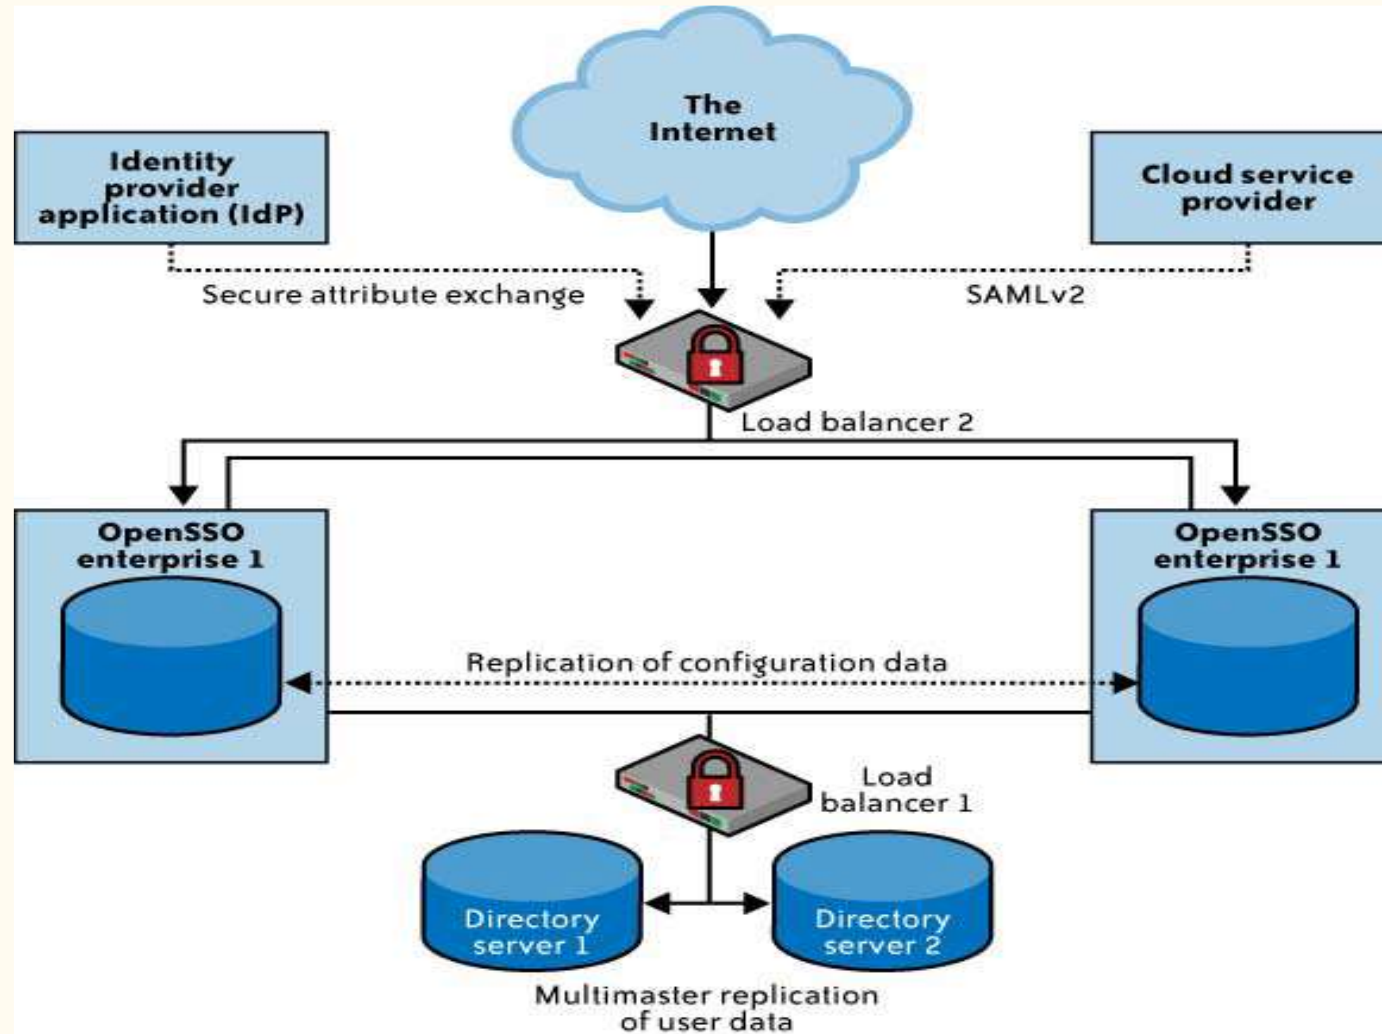 The
Internet
Identity
provider
application (IdP)
Cloud service
provider
Secure attribute exchange
SAMLv2
Load balancer 2
OpenSSO
enterprise 1
OpenSSO
enterprise 1
Replication of configuration data
Load
balancer 1
Directory
server 1
Directory
server 2
Multimaster replication
of user data